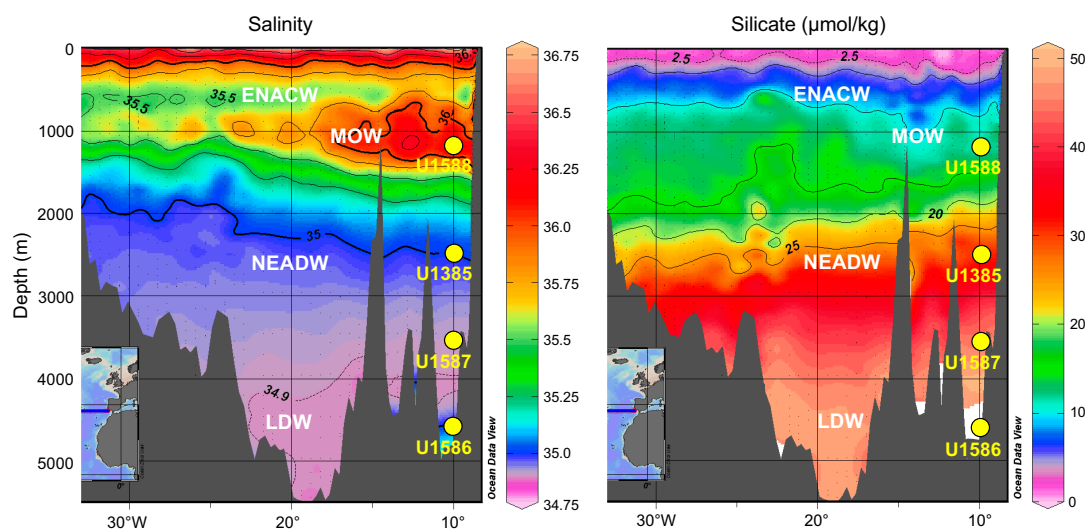 Salinity
Silicate (µmol/kg)
Depth (m)
0
1000
2000
3000
4000
5000
30°W
20°
10°
36.5
35.5
35.5
ENACW
36
MOW
U1588
35
U1385
NEADW
U1587
34.9
LDW
U1586
0°
Ocean Data View
36.75
36.50
36.25
36.00
35.75
35.50
35.25
35.0
34.75
2.5
2.5
ENACW
MOW
U1588
20
25
U1385
NEADW
U1587
LDW
U1586
0°
Ocean Data View
30°W
20°
10°
50
40
30
20
10
0